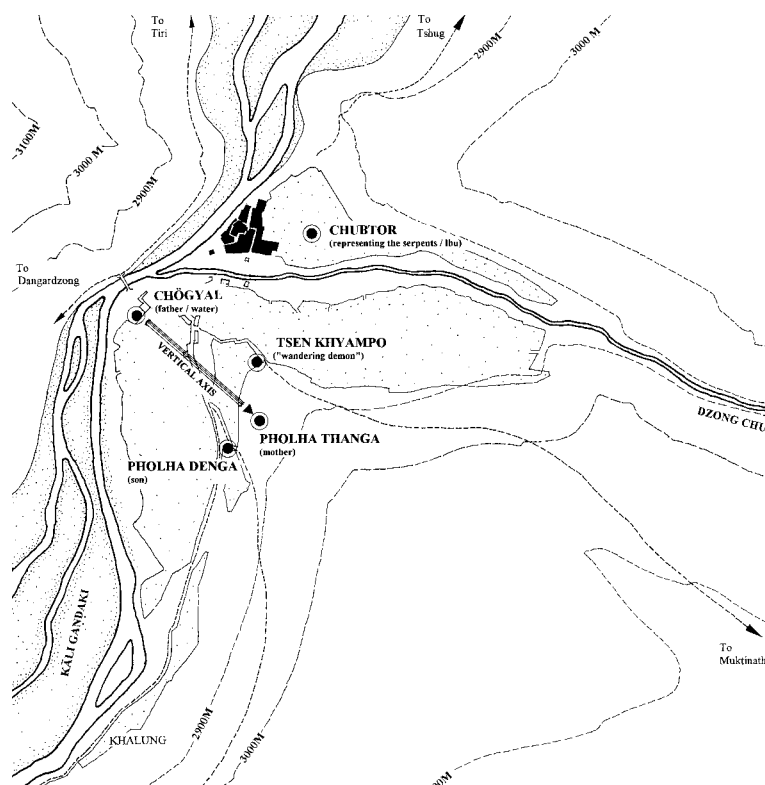 To
Tiri
To
Tshug
2900M
3000 M
3100M
3000 M
2900M
CHUBTOR
(representing the serpents / lbu)
To
Dangardzong
CHÖGYAL
(father / water)
TSEN KHYAMPO
("wandering demon")
VERTICAL AXIS
DZONG CHU
PHOLHA THANGA
(mother)
PHOLHA DENGA
(son)
KĀLI GANDAKI
To
Muktinath
2900M
3000M
KHALUNG